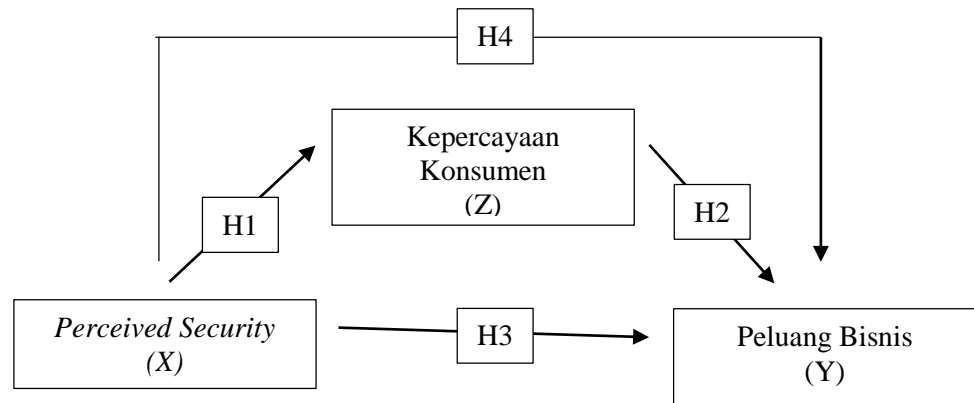 H4
Kepercayaan
Konsumen
(Z)
H1
H2
Perceived Security
(X)
H3
Peluang Bisnis
(Y)